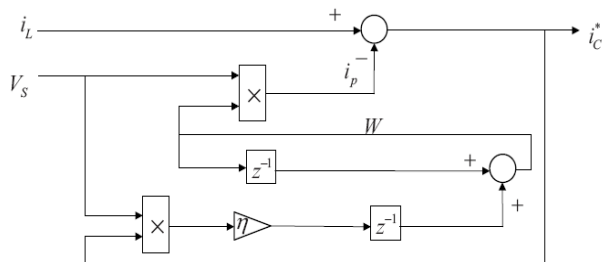 i_L + i_C^*
V_S × i_p −
W
z^{-1} + +
× η z^{-1}